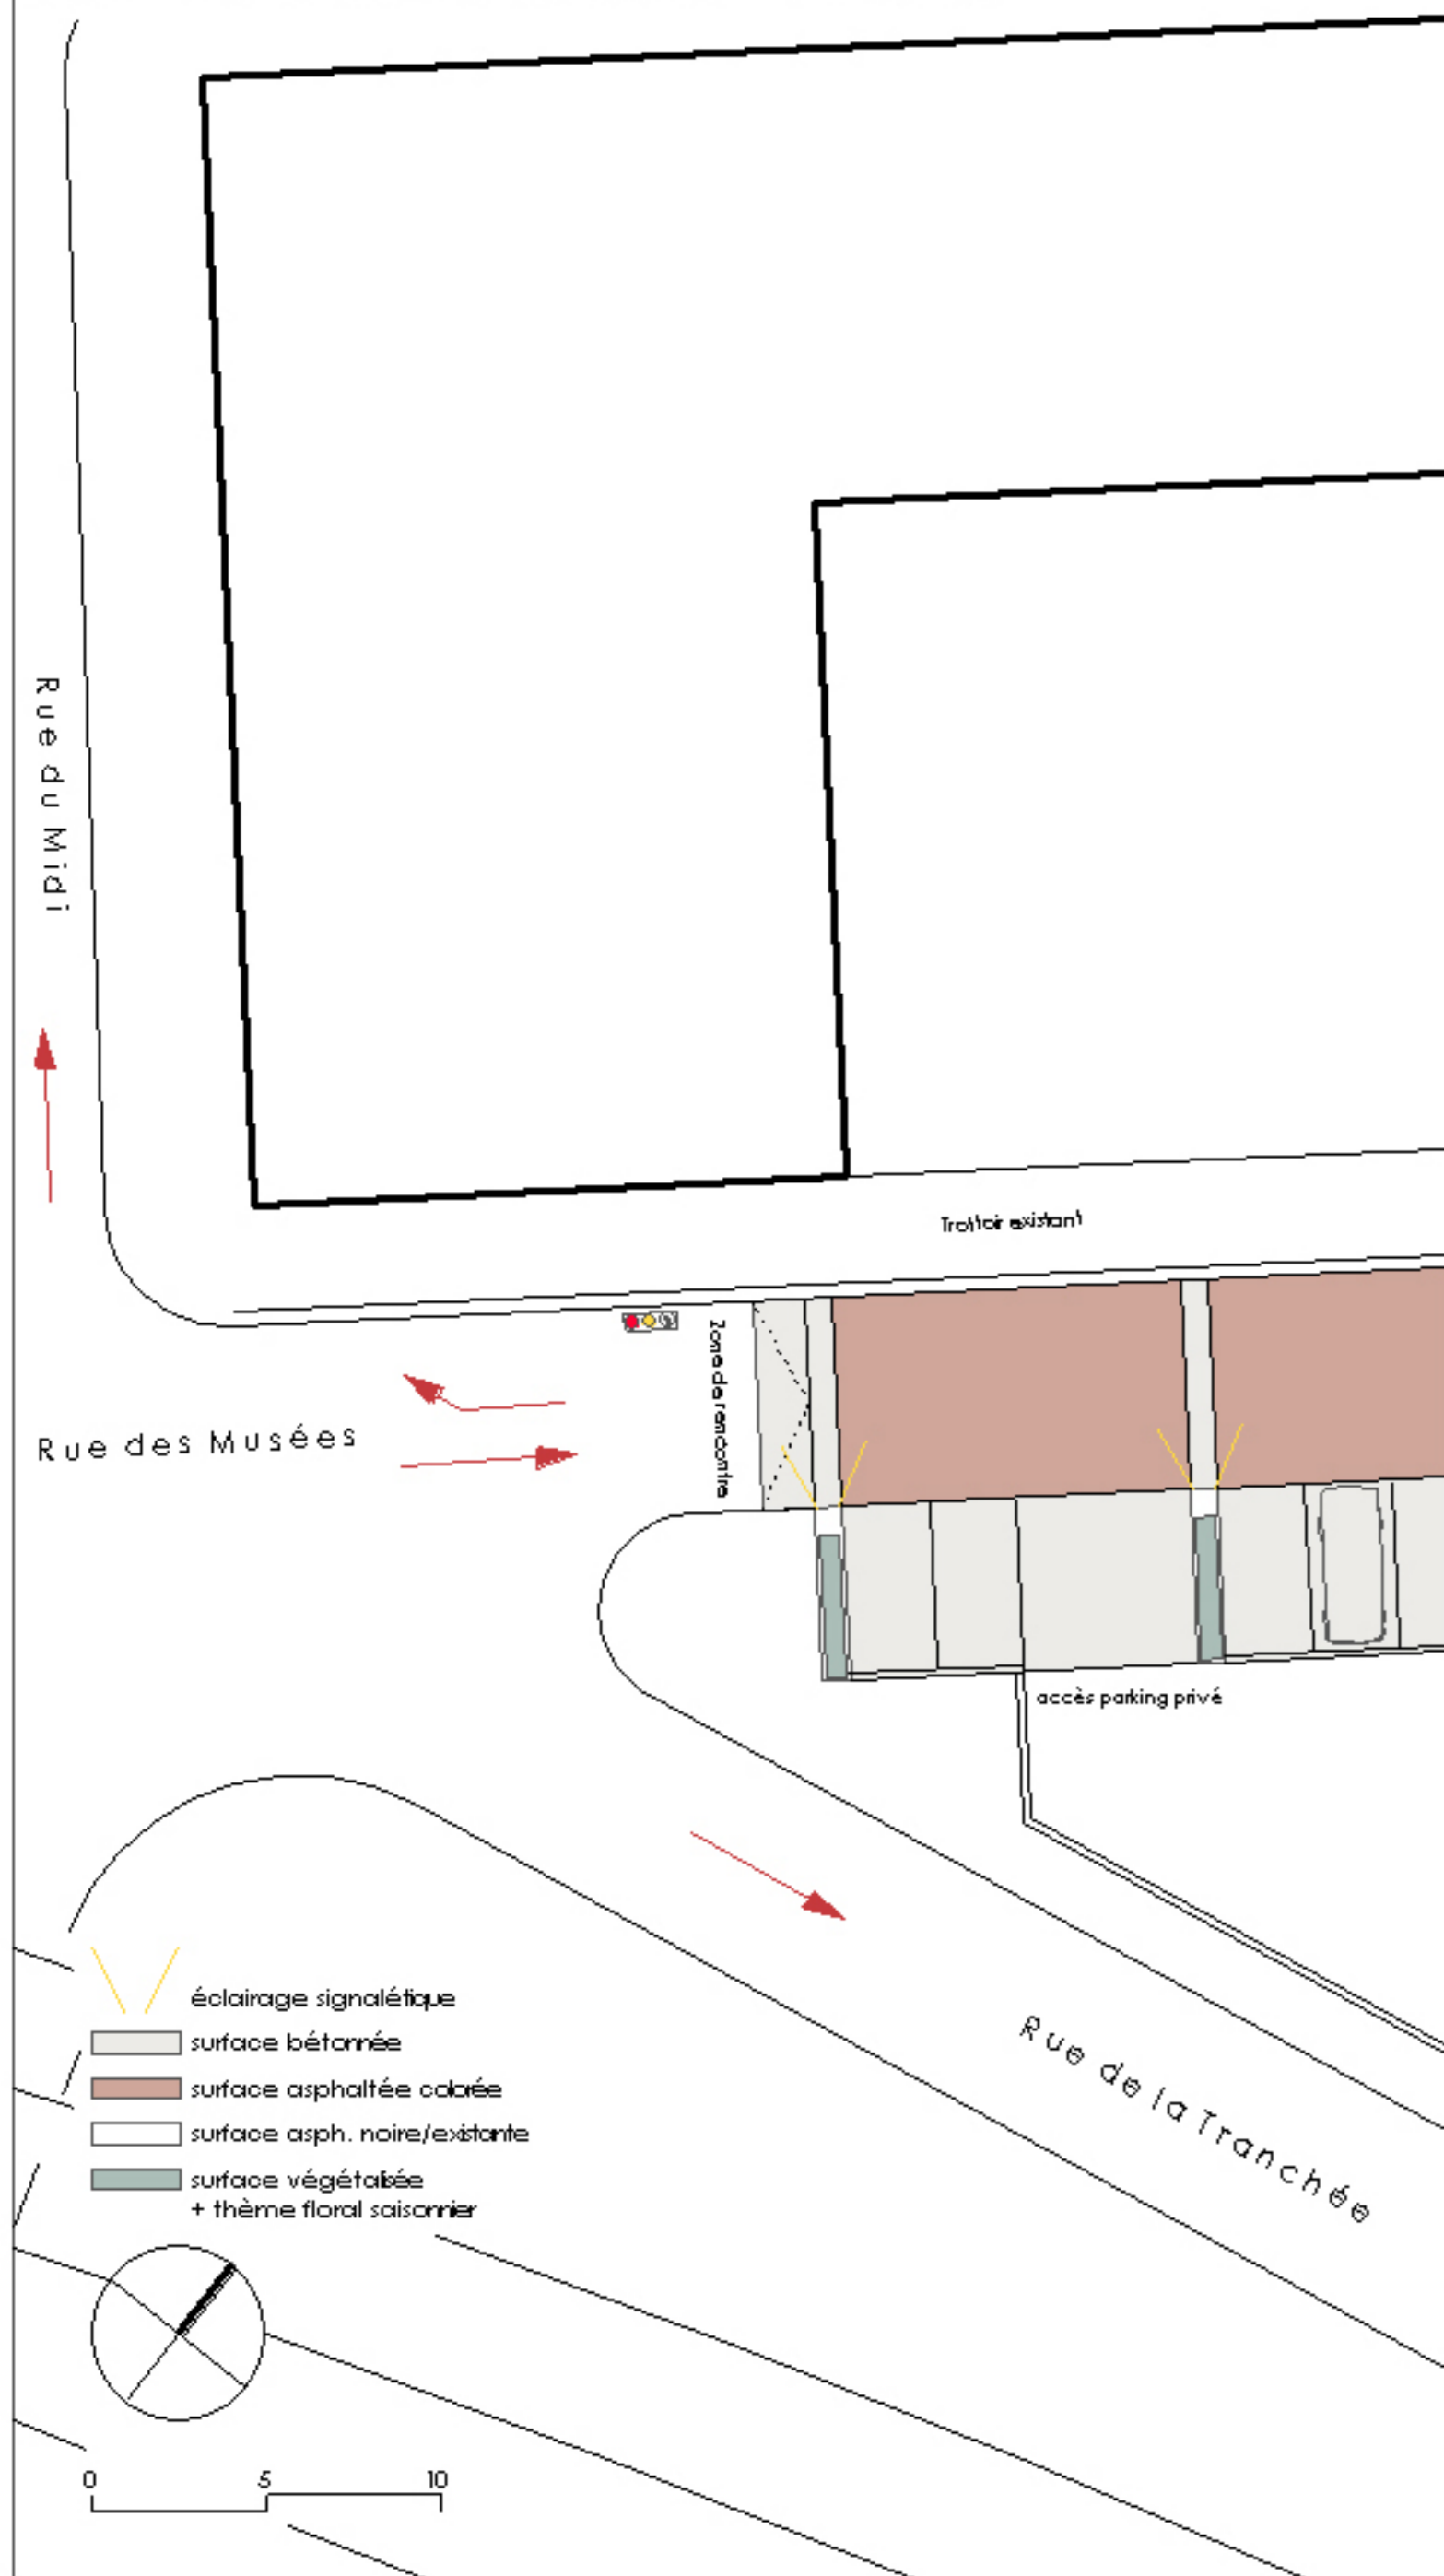 Rue du Midi
Trottoir existant
Zone de rencontre
Rue des Musées
accès parking privé
Rue de la Tranchée
éclairage signalétique
surface bétonnée
surface asphaltée colorée
surface asph. noire/existante
surface végétalisée
+ thème floral saisonnier
0 5 10